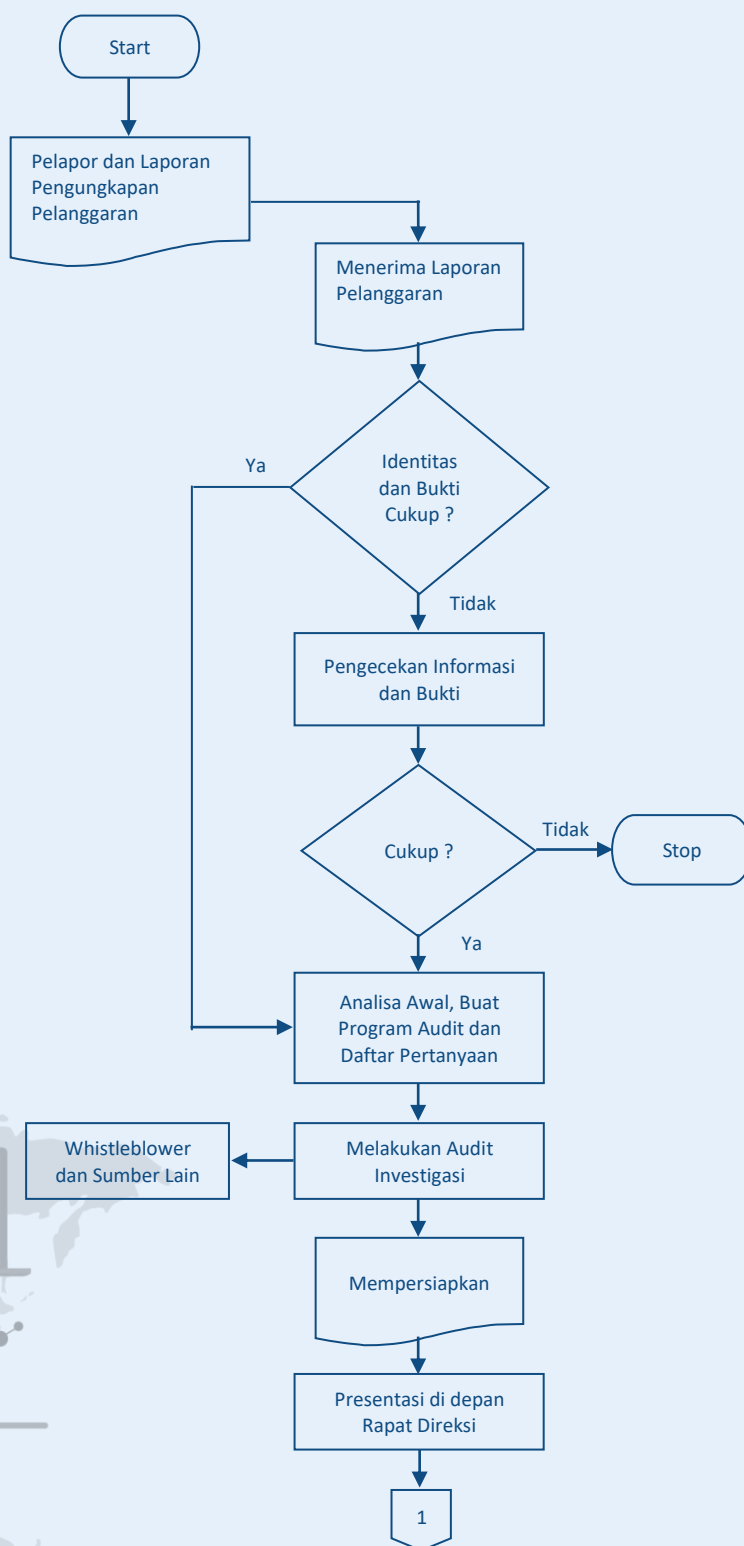 Start
Pelapor dan Laporan
Pengungkapan
Pelanggaran
Menerima Laporan
Pelanggaran
Ya
Identitas
dan Bukti
Cukup ?
Tidak
Pengecekan Informasi
dan Bukti
Cukup ?
Tidak
Stop
Ya
Analisa Awal, Buat
Program Audit dan
Daftar Pertanyaan
Whistleblower
dan Sumber Lain
Melakukan Audit
Investigasi
Mempersiapkan
Presentasi di depan
Rapat Direksi
1